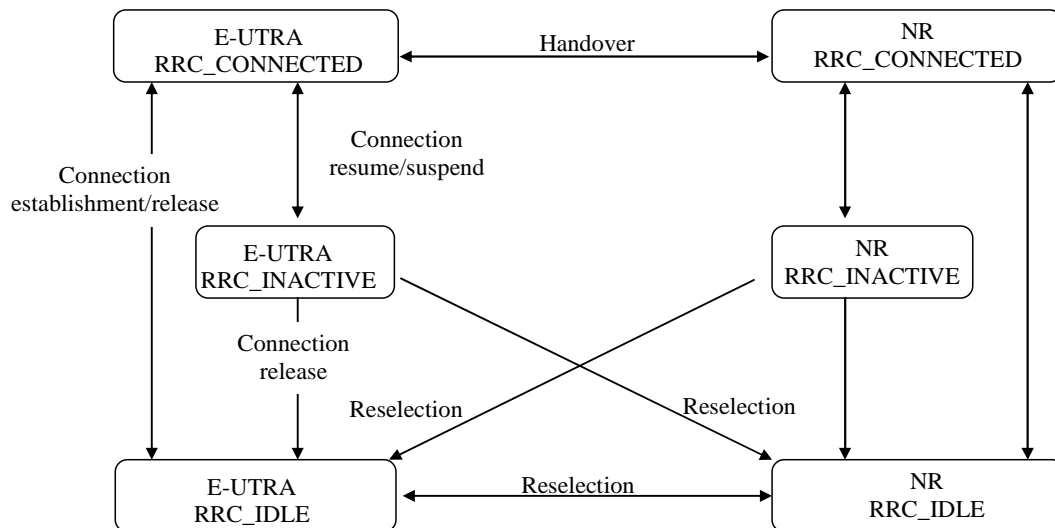 E-UTRA
RRC_CONNECTED
Handover
NR
RRC_CONNECTED
Connection
resume/suspend
Connection
establishment/release
E-UTRA
RRC_INACTIVE
NR
RRC_INACTIVE
Connection
release
Reselection
Reselection
E-UTRA
RRC_IDLE
Reselection
NR
RRC_IDLE